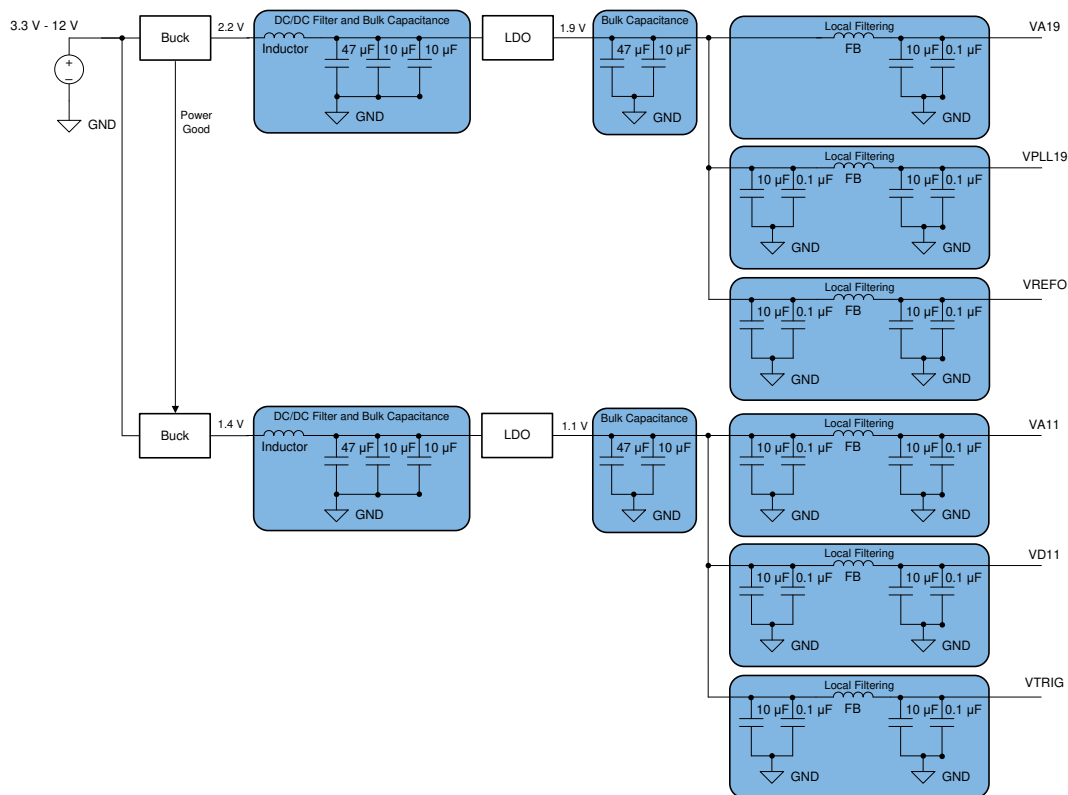 3.3 V - 12 V
+
–
GND
Buck
Power
Good
2.2 V
DC/DC Filter and Bulk Capacitance
Inductor
47 µF
10 µF
10 µF
GND
LDO
1.9 V
Bulk Capacitance
47 µF
10 µF
GND
Local Filtering
FB
10 µF
0.1 µF
GND
VA19
Local Filtering
10 µF
0.1 µF
FB
10 µF
0.1 µF
GND
GND
VPLL19
Local Filtering
10 µF
0.1 µF
FB
10 µF
0.1 µF
GND
GND
VREFO
Buck
1.4 V
DC/DC Filter and Bulk Capacitance
Inductor
47 µF
10 µF
10 µF
GND
LDO
1.1 V
Bulk Capacitance
47 µF
10 µF
GND
Local Filtering
10 µF
0.1 µF
FB
10 µF
0.1 µF
GND
GND
VA11
Local Filtering
10 µF
0.1 µF
FB
10 µF
0.1 µF
GND
GND
VD11
Local Filtering
10 µF
0.1 µF
FB
10 µF
0.1 µF
GND
GND
VTRIG